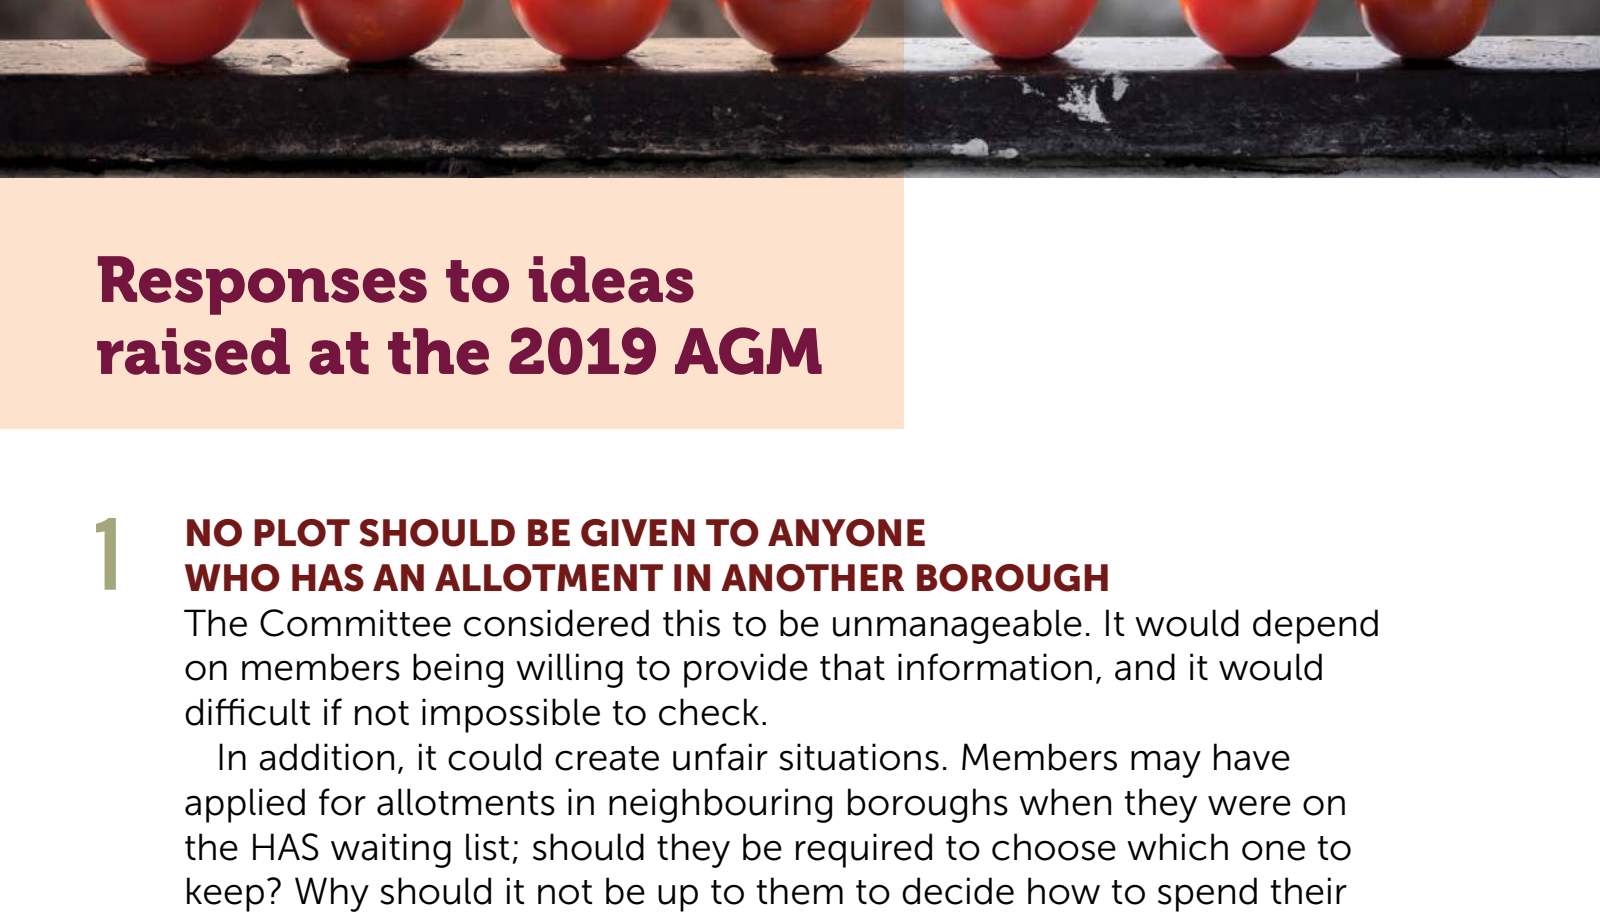 Responses to ideas
raised at the 2019 AGM
1
NO PLOT SHOULD BE GIVEN TO ANYONE
WHO HAS AN ALLOTMENT IN ANOTHER BOROUGH
The Committee considered this to be unmanageable. It would depend
on members being willing to provide that information, and it would
difficult if not impossible to check.
In addition, it could create unfair situations. Members may have
applied for allotments in neighbouring boroughs when they were on
the HAS waiting list; should they be required to choose which one to
keep? Why should it not be up to them to decide how to spend their